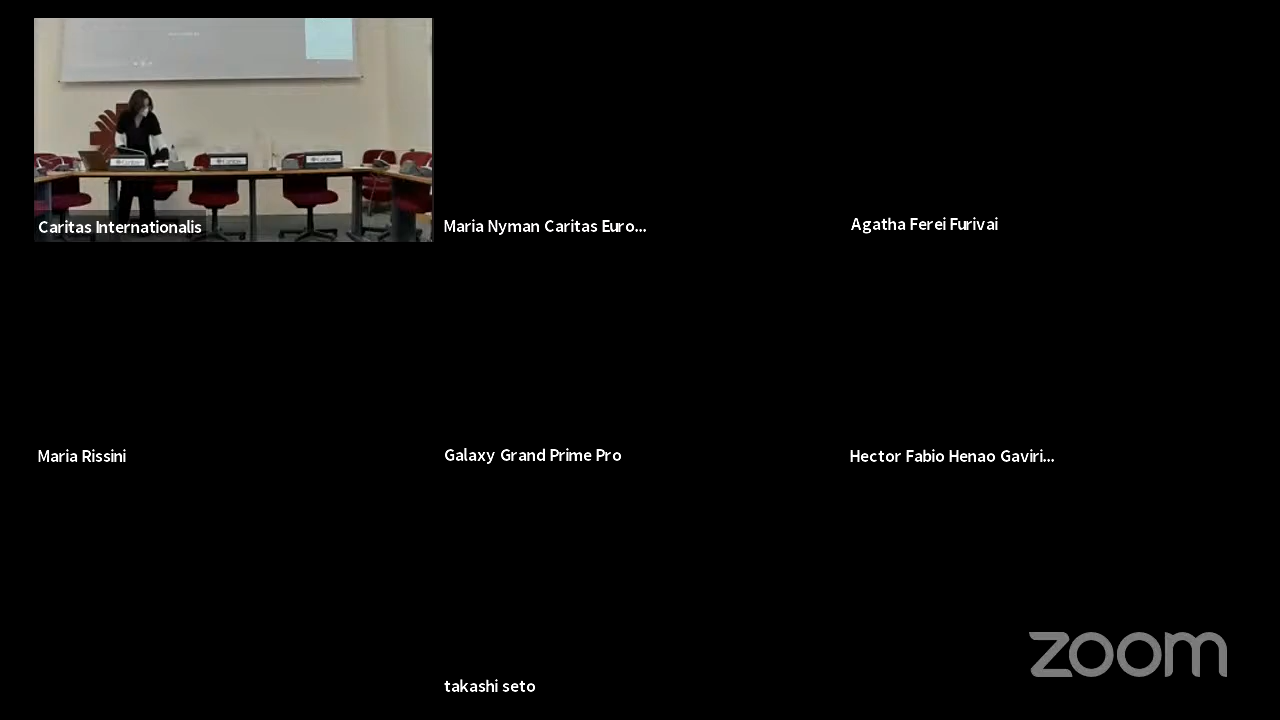 Caritas Internationalis
Maria Nyman Caritas Euro...
Agatha Ferei Furivai
Maria Rissini
Galaxy Grand Prime Pro
Hector Fabio Henao Gaviri...
takashi seto
zoom